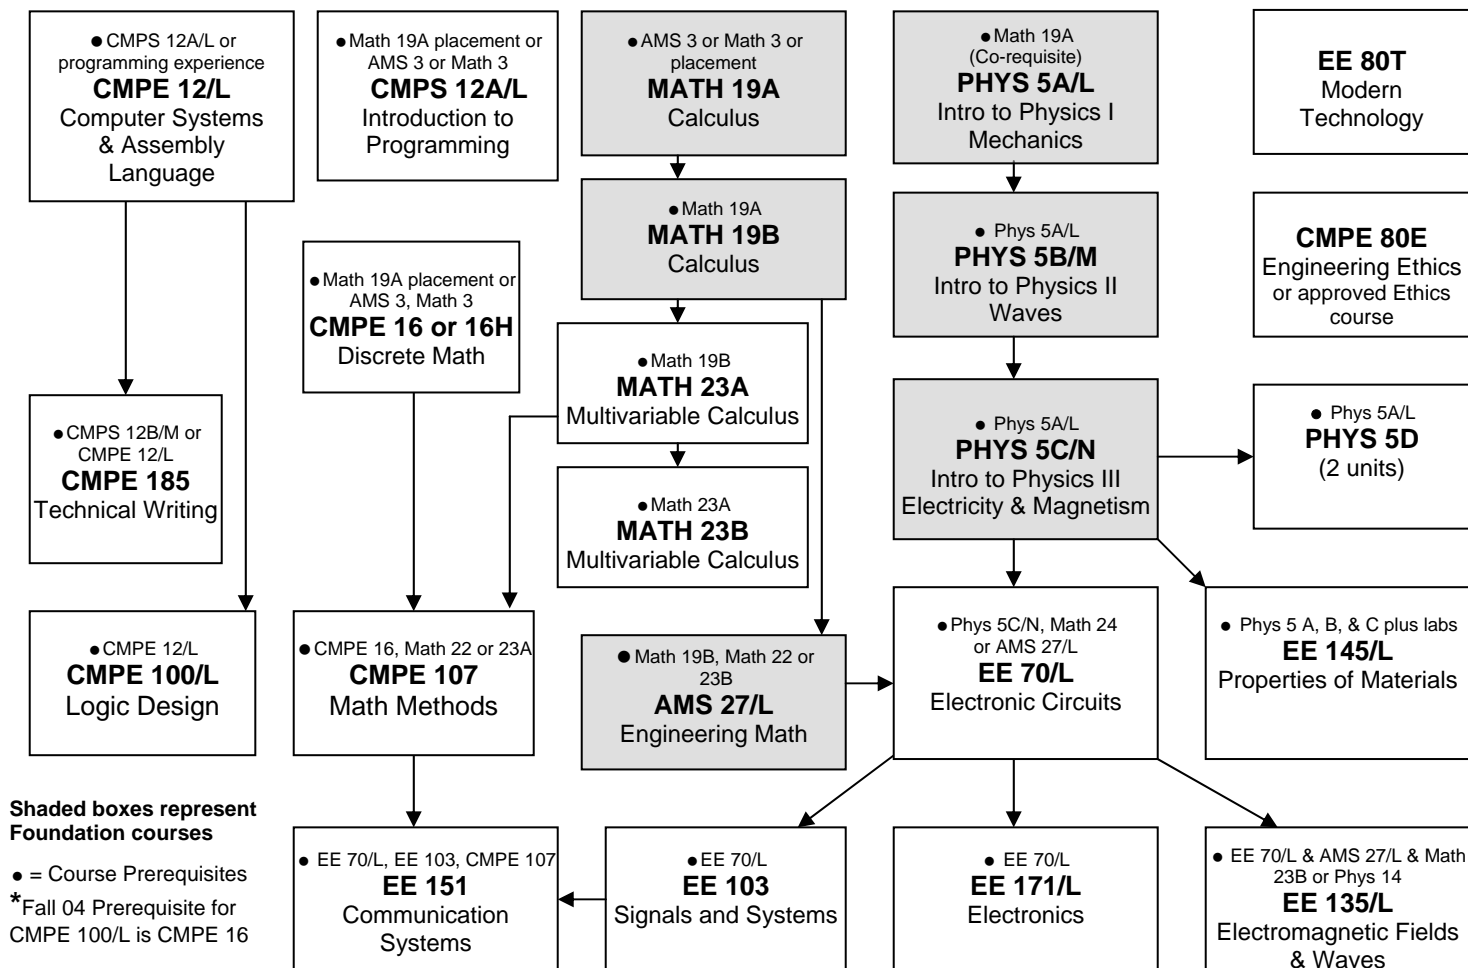 ● CMPS 12A/L or
programming experience
CMPE 12/L
Computer Systems
& Assembly
Language
● Math 19A placement or
AMS 3 or Math 3
CMPS 12A/L
Introduction to
Programming
● AMS 3 or Math 3 or
placement
MATH 19A
Calculus
● Math 19A
(Co-requisite)
PHYS 5A/L
Intro to Physics I
Mechanics
EE 80T
Modern
Technology
● Math 19A
MATH 19B
Calculus
● Phys 5A/L
PHYS 5B/M
Intro to Physics II
Waves
CMPE 80E
Engineering Ethics
or approved Ethics
course
● Math 19A placement or
AMS 3, Math 3
CMPE 16 or 16H
Discrete Math
● Math 19B
MATH 23A
Multivariable Calculus
● CMPS 12B/M or
CMPE 12/L
CMPE 185
Technical Writing
● Phys 5A/L
PHYS 5C/N
Intro to Physics III
Electricity & Magnetism
● Phys 5A/L
PHYS 5D
(2 units)
● Math 23A
MATH 23B
Multivariable Calculus
● CMPE 12/L
CMPE 100/L
Logic Design
● CMPE 16, Math 22 or 23A
CMPE 107
Math Methods
● Math 19B, Math 22 or
23B
AMS 27/L
Engineering Math
● Phys 5C/N, Math 24
or AMS 27/L
EE 70/L
Electronic Circuits
● Phys 5 A, B, & C plus labs
EE 145/L
Properties of Materials
Shaded boxes represent
Foundation courses
● = Course Prerequisites
*Fall 04 Prerequisite for
CMPE 100/L is CMPE 16
● EE 70/L, EE 103, CMPE 107
EE 151
Communication
Systems
● EE 70/L
EE 103
Signals and Systems
● EE 70/L
EE 171/L
Electronics
● EE 70/L & AMS 27/L & Math
23B or Phys 14
EE 135/L
Electromagnetic Fields
& Waves